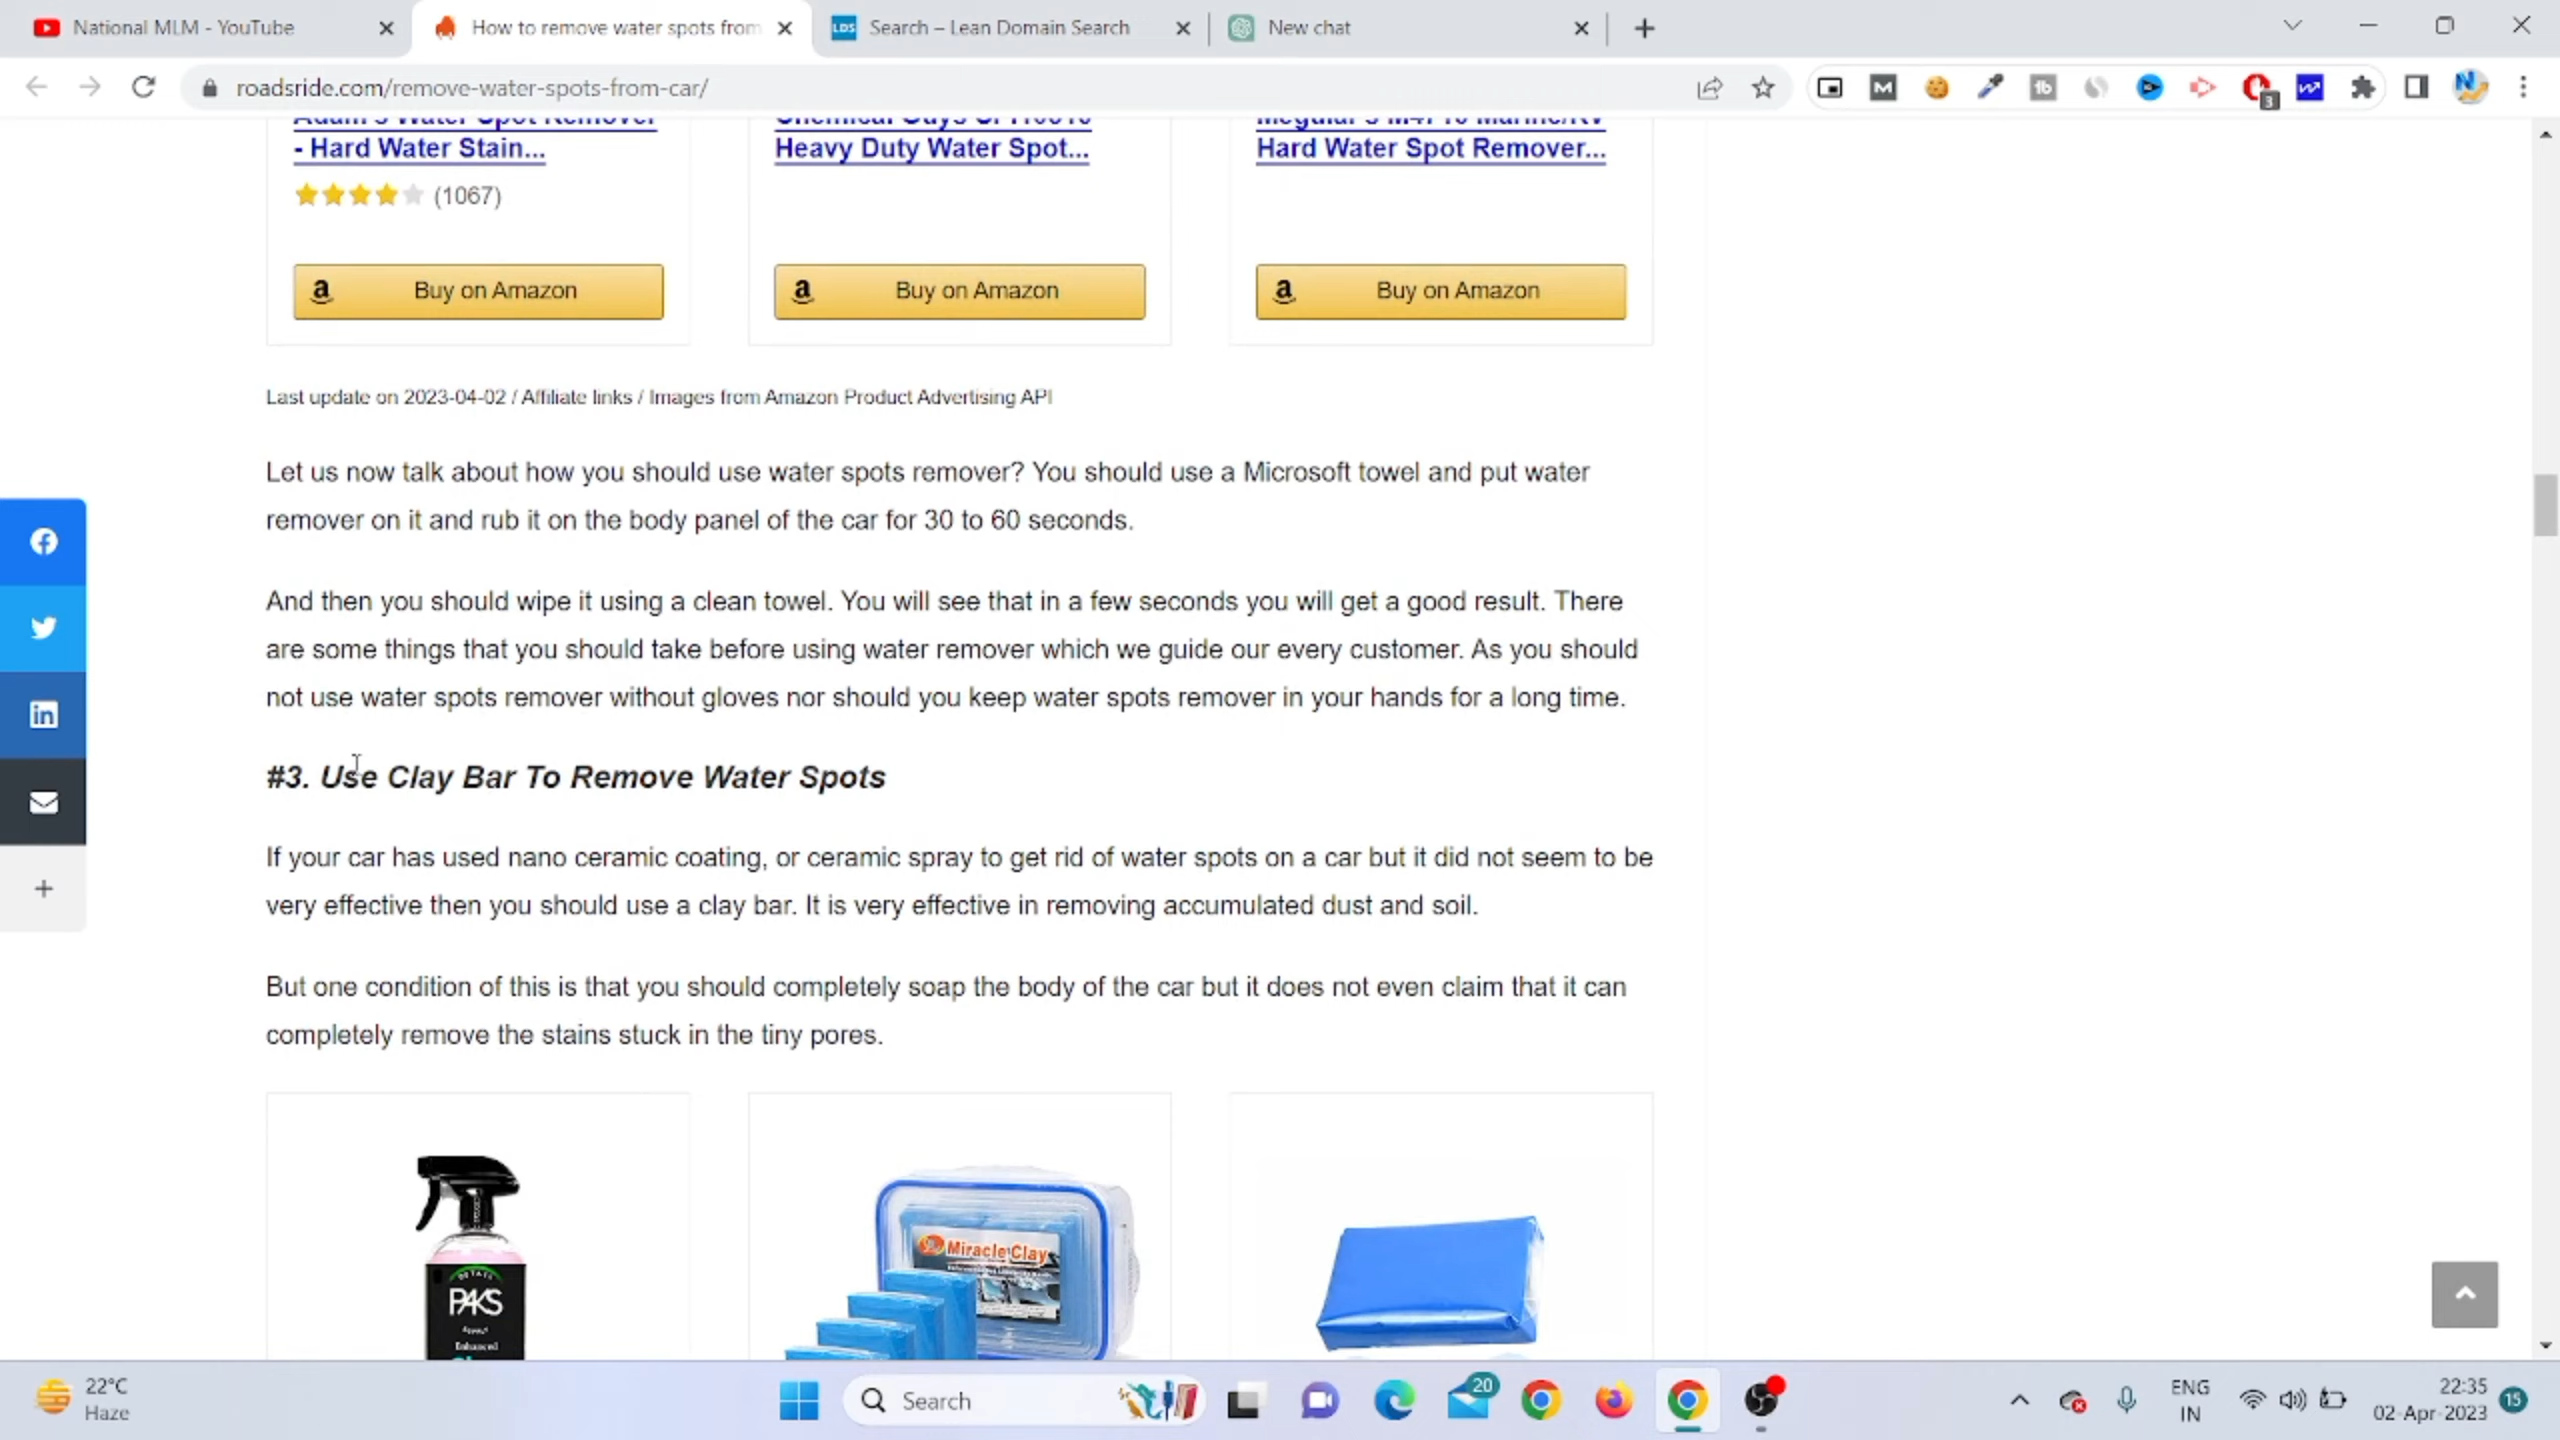 National MLM - YouTube
How to remove water spots from
LDS
Search – Lean Domain Search
New chat
roadsride.com/remove-water-spots-from-car/
3
- Hard Water Stain...
Heavy Duty Water Spot...
Hard Water Spot Remover...
(1067)
Buy on Amazon
Buy on Amazon
Buy on Amazon
Last update on 2023-04-02 / Affiliate links / Images from Amazon Product Advertising API
Let us now talk about how you should use water spots remover? You should use a Microsoft towel and put water
remover on it and rub it on the body panel of the car for 30 to 60 seconds.
And then you should wipe it using a clean towel. You will see that in a few seconds you will get a good result. There
are some things that you should take before using water remover which we guide our every customer. As you should
not use water spots remover without gloves nor should you keep water spots remover in your hands for a long time.
#3. Use Clay Bar To Remove Water Spots
If your car has used nano ceramic coating, or ceramic spray to get rid of water spots on a car but it did not seem to be
very effective then you should use a clay bar. It is very effective in removing accumulated dust and soil.
But one condition of this is that you should completely soap the body of the car but it does not even claim that it can
completely remove the stains stuck in the tiny pores.
DETAIL
PAKS
Enhanced
Miracle Clay
22°C
Haze
Search
20
ENG
IN
22:35
02-Apr-2023
15